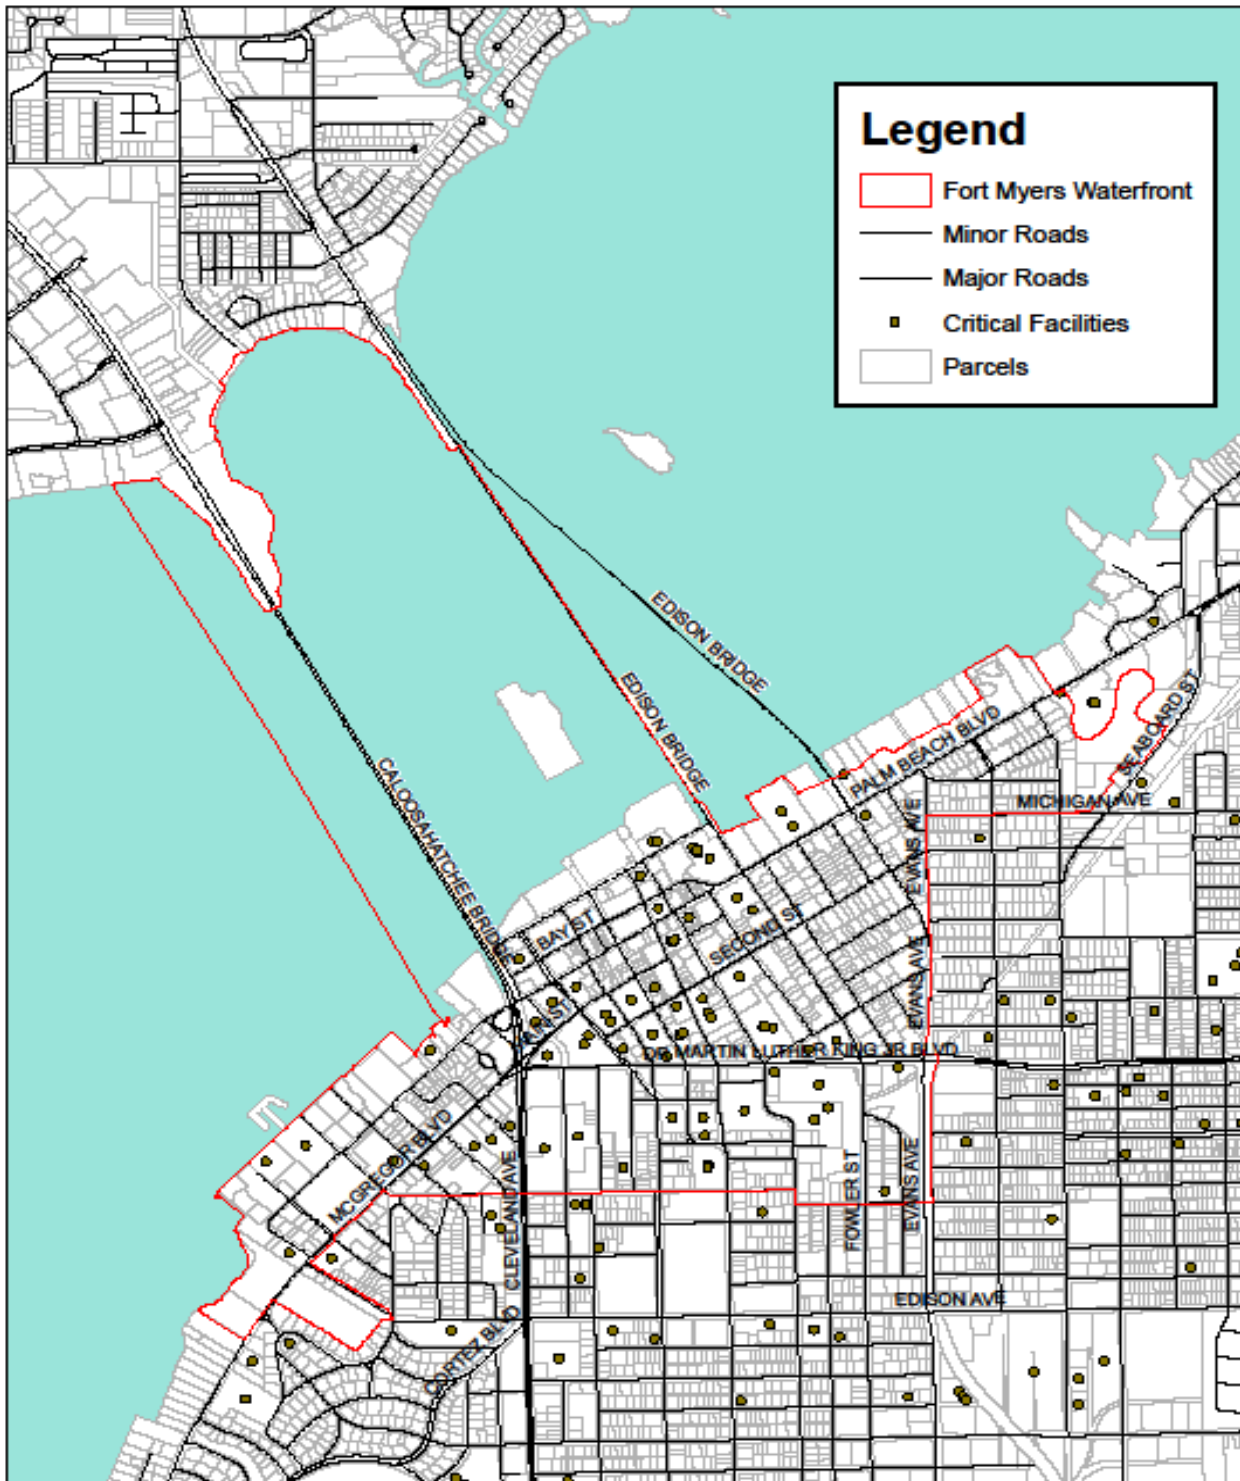 Legend
Fort Myers Waterfront
Minor Roads
Major Roads
Critical Facilities
Parcels
EDISON BRIDGE
EDISON BRIDGE
CALOOSAHATCHEE BRIDGE
PALM BEACH BLVD
SEABOARD ST
MICHIGAN AVE
EVANS AVE
BAY ST
SECOND ST
EVANS AVE
MAIN ST
DR MARTIN LUTHER KING JR BLVD
MCGREGOR BLVD
CLEVELAND AVE
FOWLER ST
EVANS AVE
EDISON AVE
CORTEZ BLVD